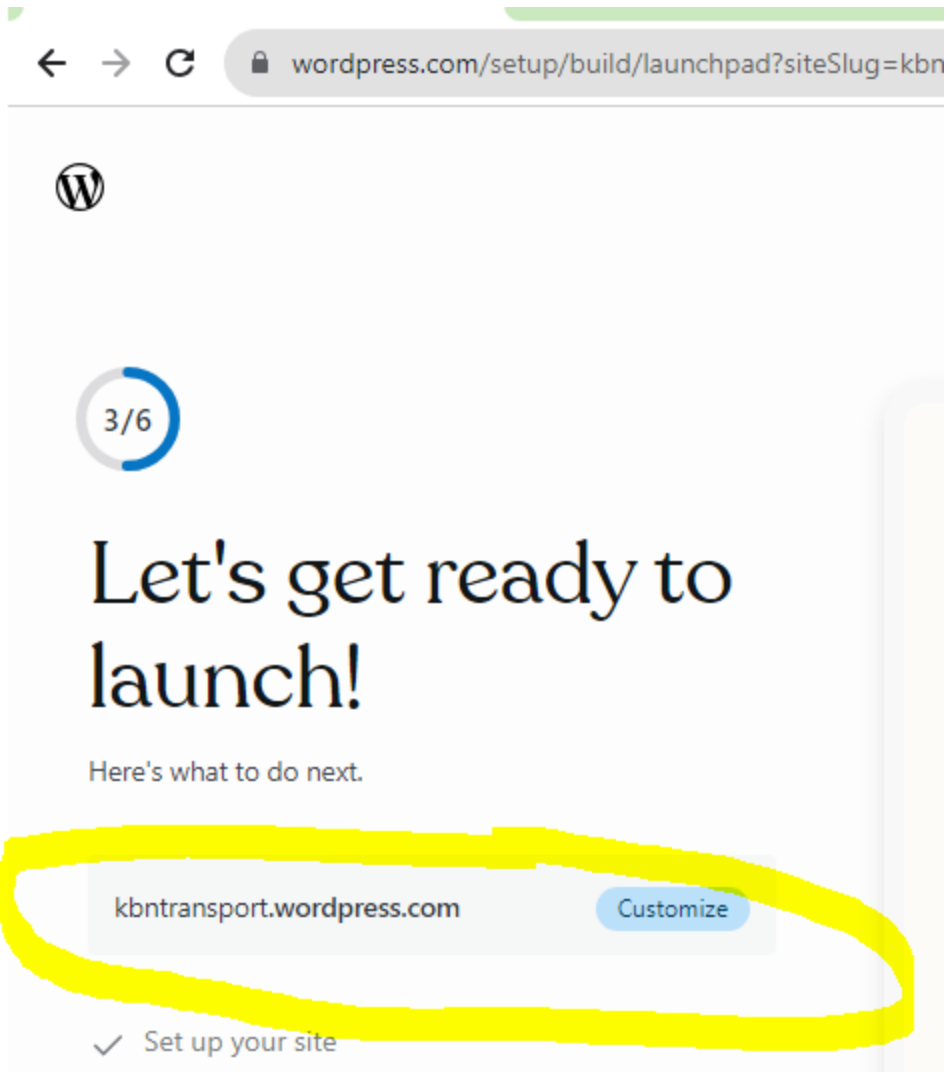 wordpress.com/setup/build/launchpad?siteSlug=kbn
3/6
Let's get ready to
launch!
Here's what to do next.
kbntransport.wordpress.com Customize
Set up your site